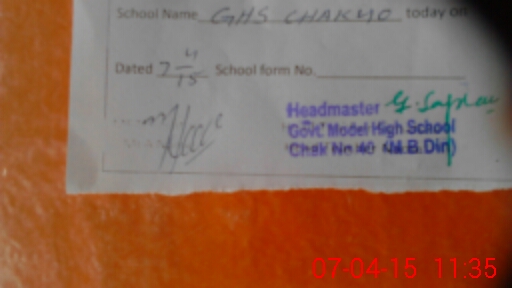 School Name GHS CHAK40 today on
Dated 7-4-15 School form No.
Headmaster
Govt. Model High School
Chak No 40 (M.B.Din)
07-04-15 11:35